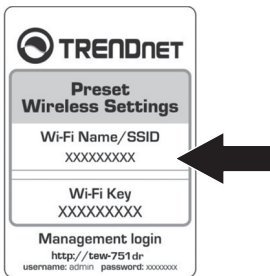 TRENDNET
Preset
Wireless Settings
Wi-Fi Name/SSID
XXXXXXXXX
Wi-Fi Key
XXXXXXXXX
Management login
http://tew-751dr
username: admin password: xxxxxxxx